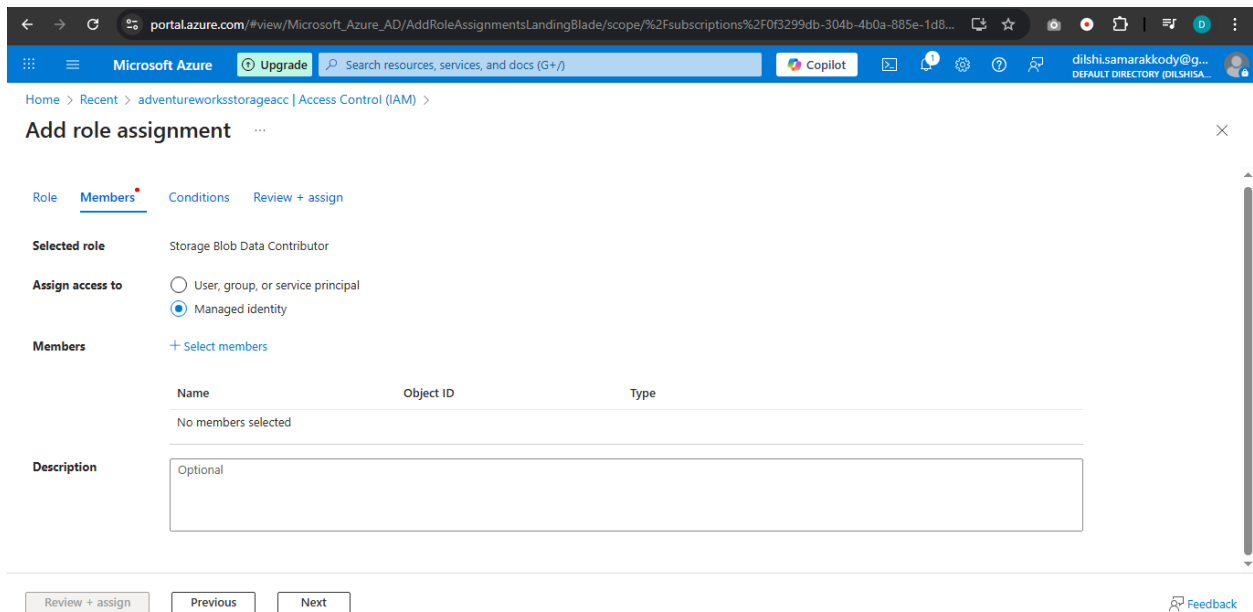 portal.azure.com/#view/Microsoft_Azure_AD/AddRoleAssignmentsLandingBlade/scope/%2Fsubscriptions%2F0f3299db-304b-4b0a-885e-1d8...
D
Microsoft Azure
Upgrade
Search resources, services, and docs (G+/)
Copilot
1
dilshi.samarakkody@g...
DEFAULT DIRECTORY (DILSHISA...
Home > Recent > adventureworksstorageacc | Access Control (IAM) >
Add role assignment ...
Role Members Conditions Review + assign
Selected role Storage Blob Data Contributor
Assign access to User, group, or service principal
Managed identity
Members + Select members
Name Object ID Type
No members selected
Description Optional
Review + assign Previous Next Feedback